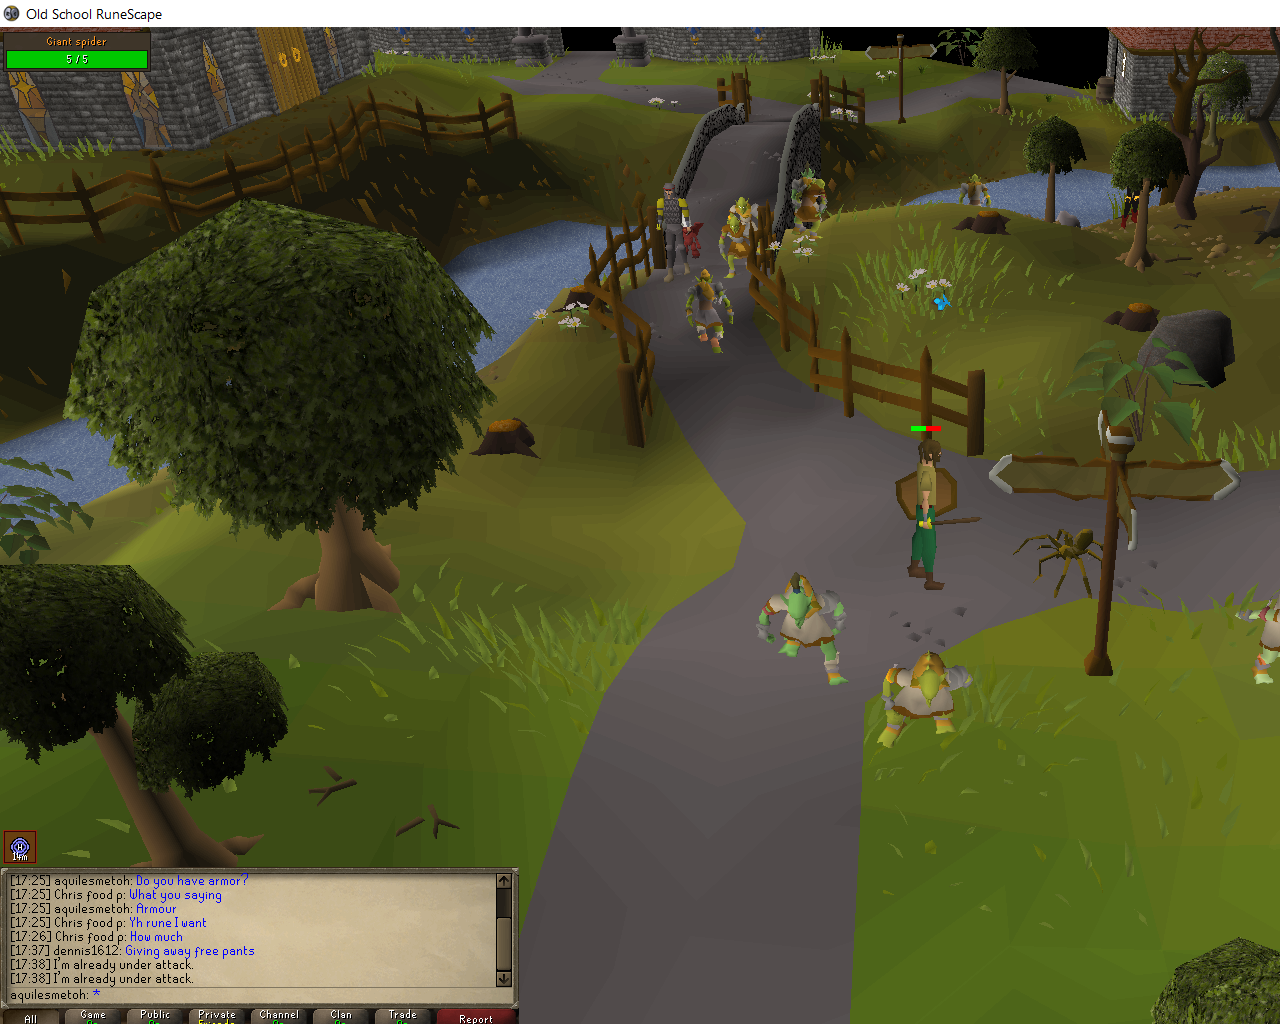 Old School RuneScape
Giant spider
5 / 5
14m
[17:25] aquilesmetoh: Do you have armor?
[17:25] Chris food p: What you saying
[17:25] aquilesmetoh: Armour
[17:25] Chris food p: Yh rune I want
[17:26] Chris food p: How much
[17:37] dennis1612: Giving away free pants
[17:38] I'm already under attack.
[17:38] I'm already under attack.
aquilesmetoh: *
All Game Public Private Channel Clan Trade Report